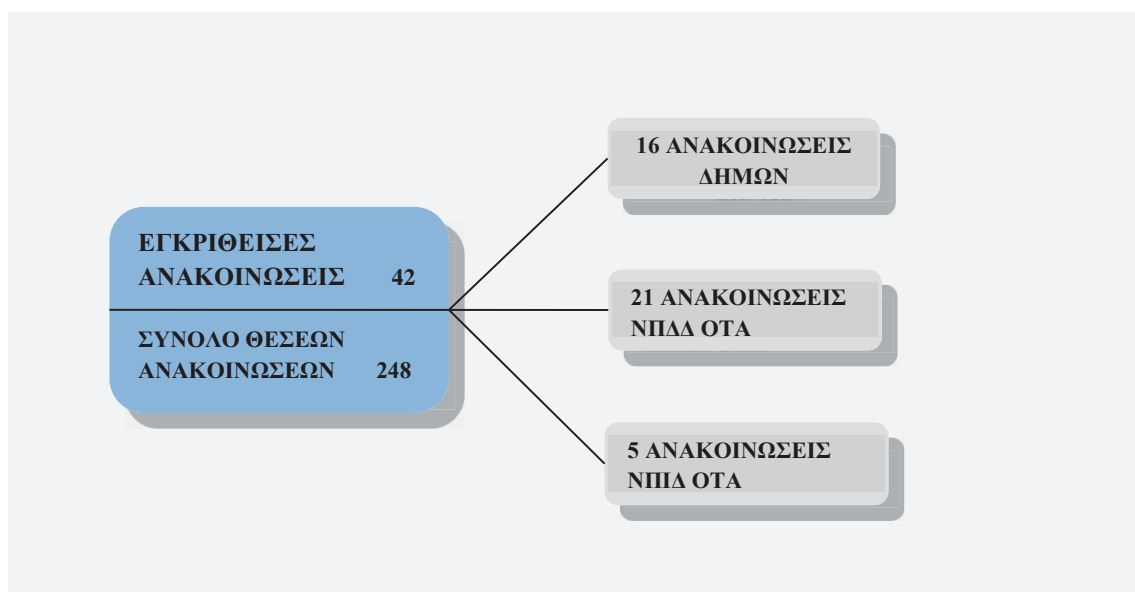 ΕΓΚΡΙΘΕΙΣΕΣ
ΑΝΑΚΟΙΝΩΣΕΙΣ 42
ΣΥΝΟΛΟ ΘΕΣΕΩΝ
ΑΝΑΚΟΙΝΩΣΕΩΝ 248
16 ΑΝΑΚΟΙΝΩΣΕΙΣ
ΔΗΜΩΝ
21 ΑΝΑΚΟΙΝΩΣΕΙΣ
ΝΠΔΔ ΟΤΑ
5 ΑΝΑΚΟΙΝΩΣΕΙΣ
ΝΠΙΔ ΟΤΑ